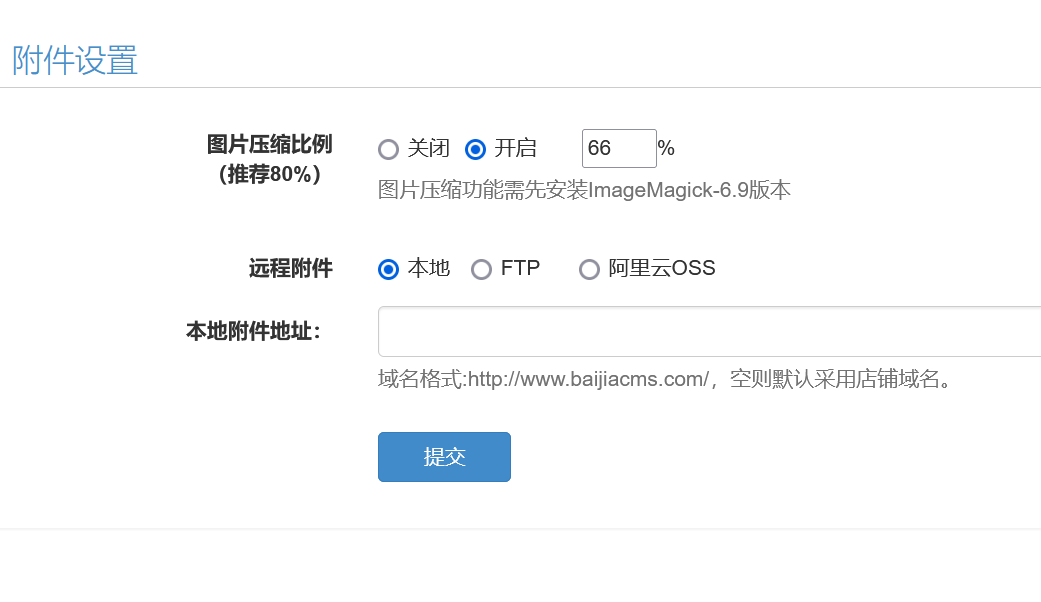 附件设置
图片压缩比例 关闭 开启 66%
(推荐80%)
图片压缩功能需先安装ImageMagick-6.9版本
远程附件 本地 FTP 阿里云OSS
本地附件地址:
域名格式:http://www.baijiacms.com/，空则默认采用店铺域名。
提交